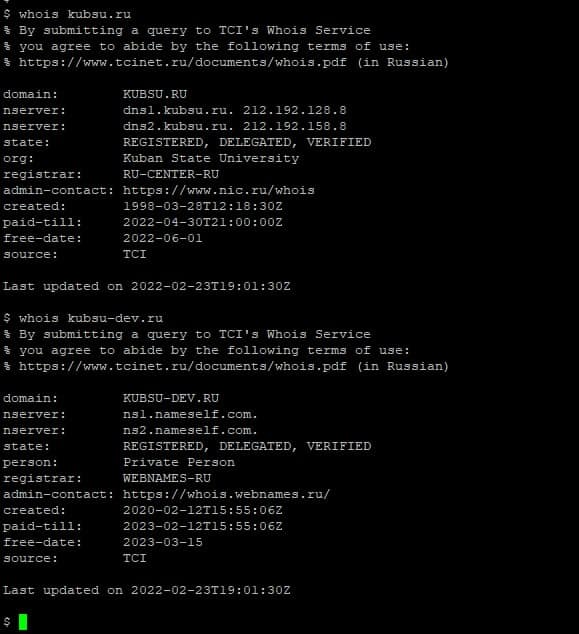 $ whois kubsu.ru
% By submitting a query to TCI's Whois Service
% you agree to abide by the following terms of use:
% https://www.tcinet.ru/documents/whois.pdf (in Russian)
domain: KUBSU.RU
nserver: dns1.kubsu.ru. 212.192.128.8
nserver: dns2.kubsu.ru. 212.192.158.8
state: REGISTERED, DELEGATED, VERIFIED
org: Kuban State University
registrar: RU-CENTER-RU
admin-contact: https://www.nic.ru/whois
created: 1998-03-28T12:18:30Z
paid-till: 2022-04-30T21:00:00Z
free-date: 2022-06-01
source: TCI
Last updated on 2022-02-23T19:01:30Z
$ whois kubsu-dev.ru
% By submitting a query to TCI's Whois Service
% you agree to abide by the following terms of use:
% https://www.tcinet.ru/documents/whois.pdf (in Russian)
domain: KUBSU-DEV.RU
nserver: ns1.nameself.com.
nserver: ns2.nameself.com.
state: REGISTERED, DELEGATED, VERIFIED
person: Private Person
registrar: WEBNAMES-RU
admin-contact: https://whois.webnames.ru/
created: 2020-02-12T15:55:06Z
paid-till: 2023-02-12T15:55:06Z
free-date: 2023-03-15
source: TCI
Last updated on 2022-02-23T19:01:30Z
$